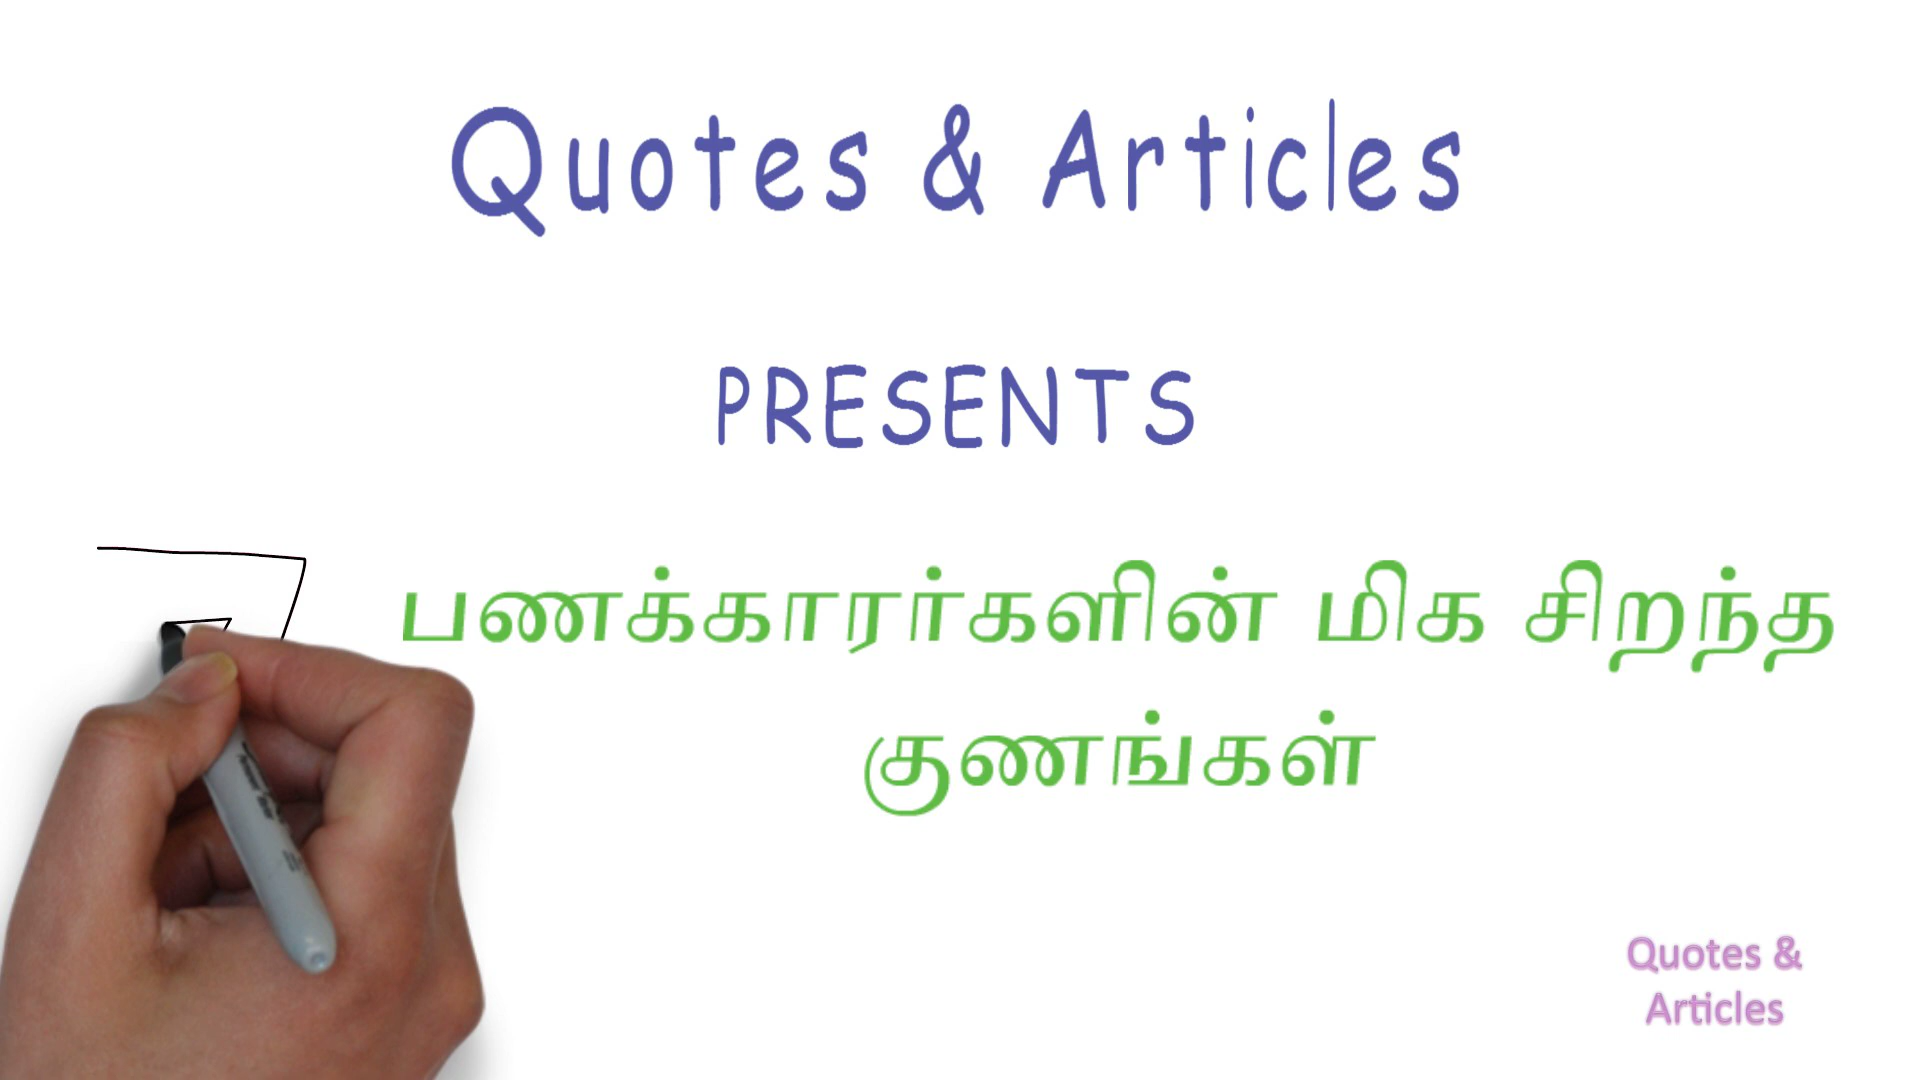 Quotes & Articles
PRESENTS
பணக்காரர்களின் மிக சிறந்த
குணங்கள்
Quotes &
Articles